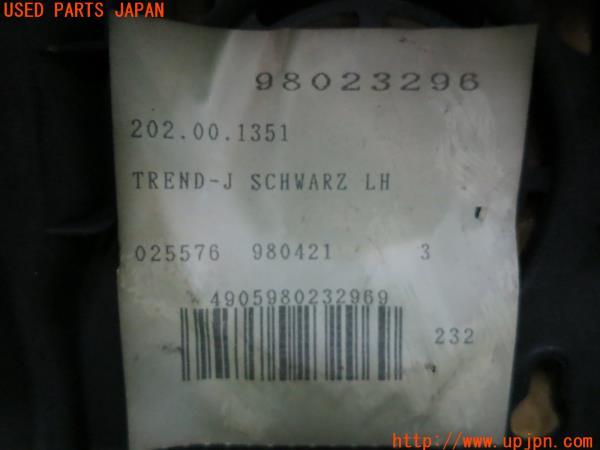 USED PARTS JAPAN
98023296
202.00.1351
TREND-J SCHWARZ LH
025576 980421 3
4905980232969
232
http://www.upjpn.com